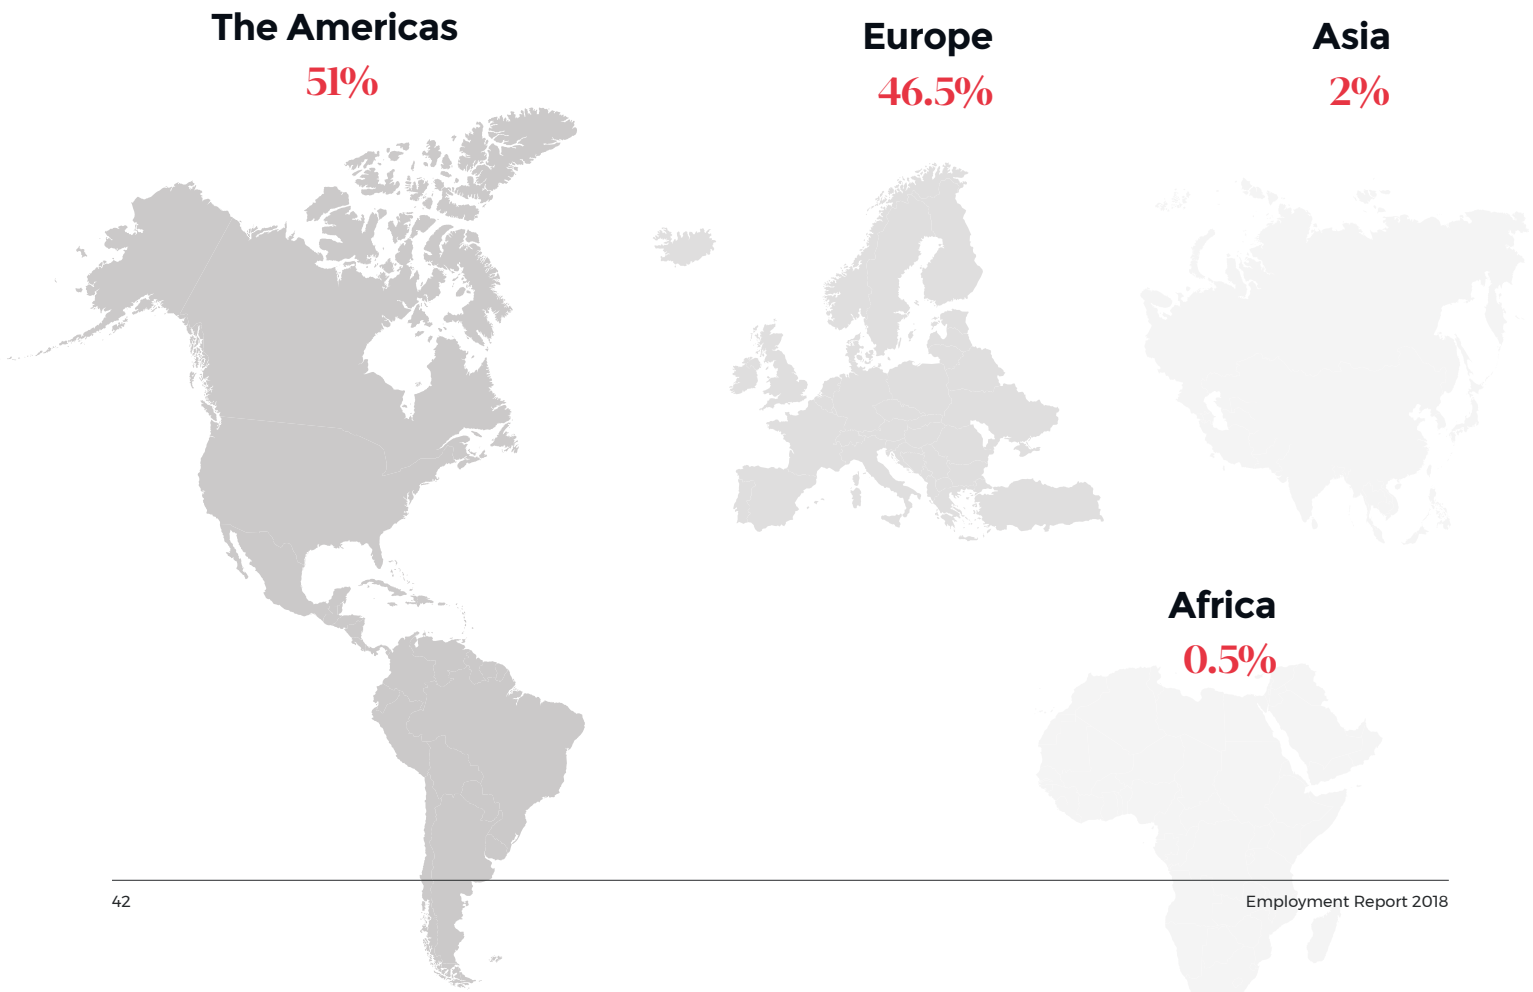 The Americas
51%
Europe
46.5%
Asia
2%
Africa
0.5%
42
Employment Report 2018